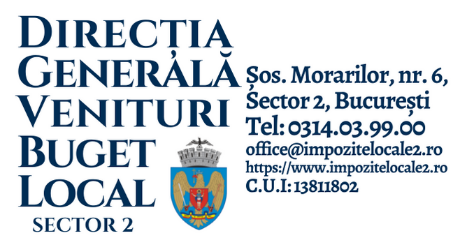 DIRECȚIA
GENERALĂ
VENITURI
BUGET
LOCAL
SECTOR 2
Șos. Morarilor, nr. 6,
Sector 2, București
Tel: 0314.03.99.00
office@impozitelocale2.ro
https://www.impozitelocale2.ro
C.U.I: 13811802